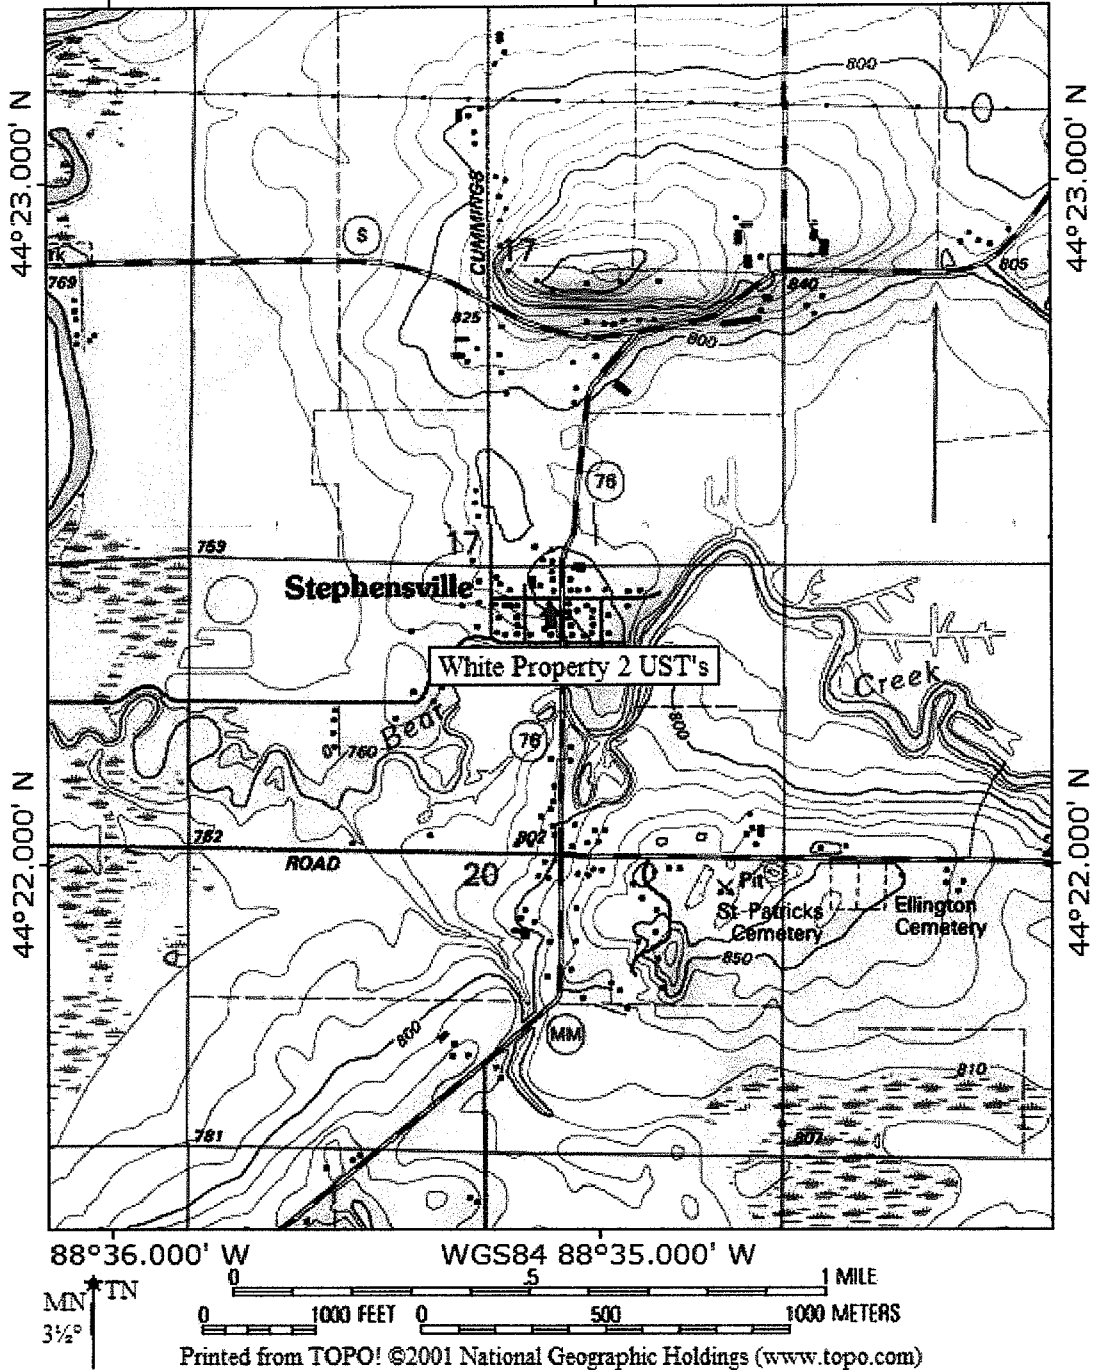 800
44°23.000' N
44°23.000' N
CUMMINGS
S
17
TK
769
805
840
825
800
76
17
759
Stephensville
White Property 2 UST's
Creek
Bear
800
76
760
762
802
ROAD
20
Pit
St Patricks
Cemetery
Ellington
Cemetery
44°22.000' N
44°22.000' N
850
800
MM
810
781
807
88°36.000' W
WGS84 88°35.000' W
0 .5 1 MILE
MN TN
3½°
0 1000 FEET 0 500 1000 METERS
Printed from TOPO! ©2001 National Geographic Holdings (www.topo.com)